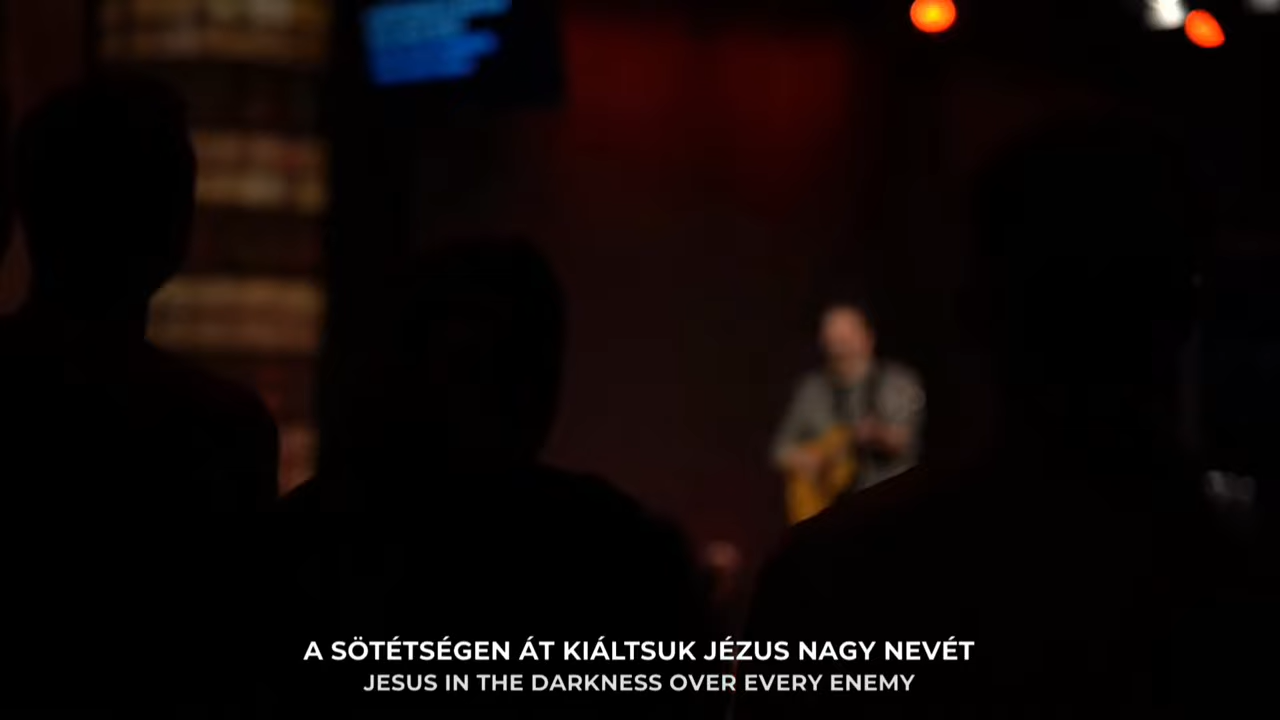 A SÖTÉTSÉGEN ÁT KIÁLTSUK JÉZUS NAGY NEVÉT
JESUS IN THE DARKNESS OVER EVERY ENEMY